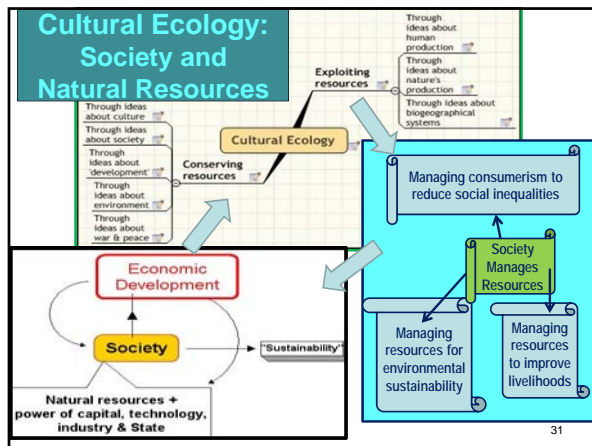 Cultural Ecology:
Society and
Natural Resources
Through
ideas about
human
production
Through
ideas about
nature's
production
Through ideas about
biogeographical
systems
Exploiting
resources
Cultural Ecology
Conserving
resources
Through ideas
about culture
Through ideas
about society
Through
ideas about
'development'
Through
ideas about
environment
Through
ideas about
war & peace
Managing consumerism to
reduce social inequalities
Society
Manages
Resources
Managing
resources for
environmental
sustainability
Managing
resources
to improve
livelihoods
Economic
Development
Society
"Sustainability"
Natural resources +
power of capital, technology,
industry & State
31